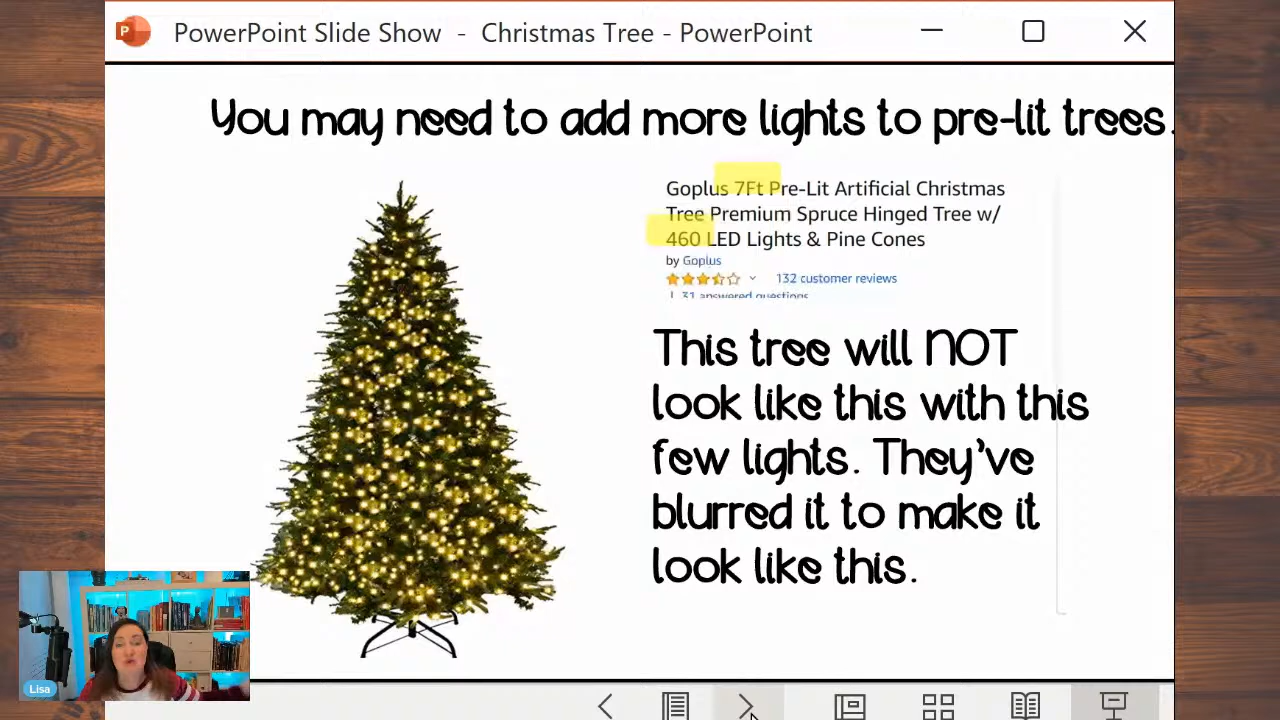 P
PowerPoint Slide Show - Christmas Tree - PowerPoint
You may need to add more lights to pre-lit trees.
Goplus 7Ft Pre-Lit Artificial Christmas
Tree Premium Spruce Hinged Tree w/
460 LED Lights & Pine Cones
by Goplus
132 customer reviews
31 answered questions
This tree will NOT
look like this with this
few lights. They've
blurred it to make it
look like this.
Lisa